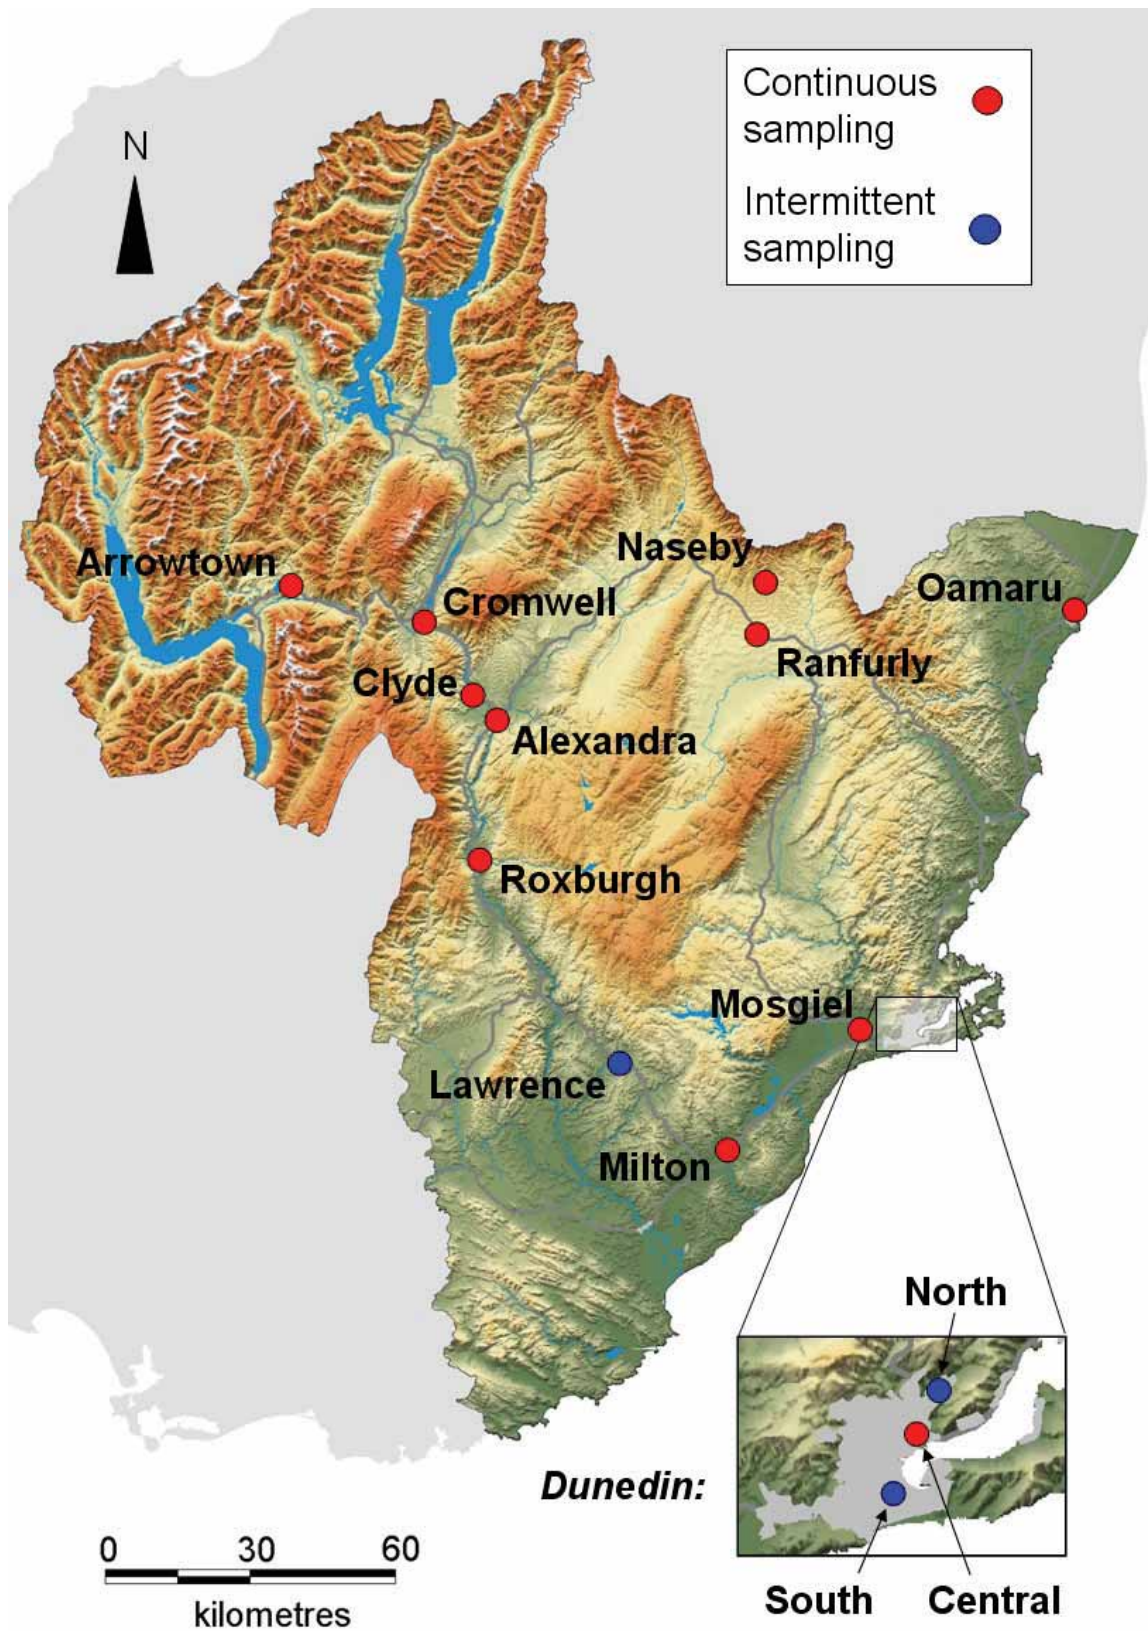 Continuous
sampling
Intermittent
sampling
N
Arrowtown
Naseby
Oamaru
Cromwell
Ranfurly
Clyde
Alexandra
Roxburgh
Mosgiel
Lawrence
Milton
North
Dunedin:
South
Central
0 30 60
kilometres